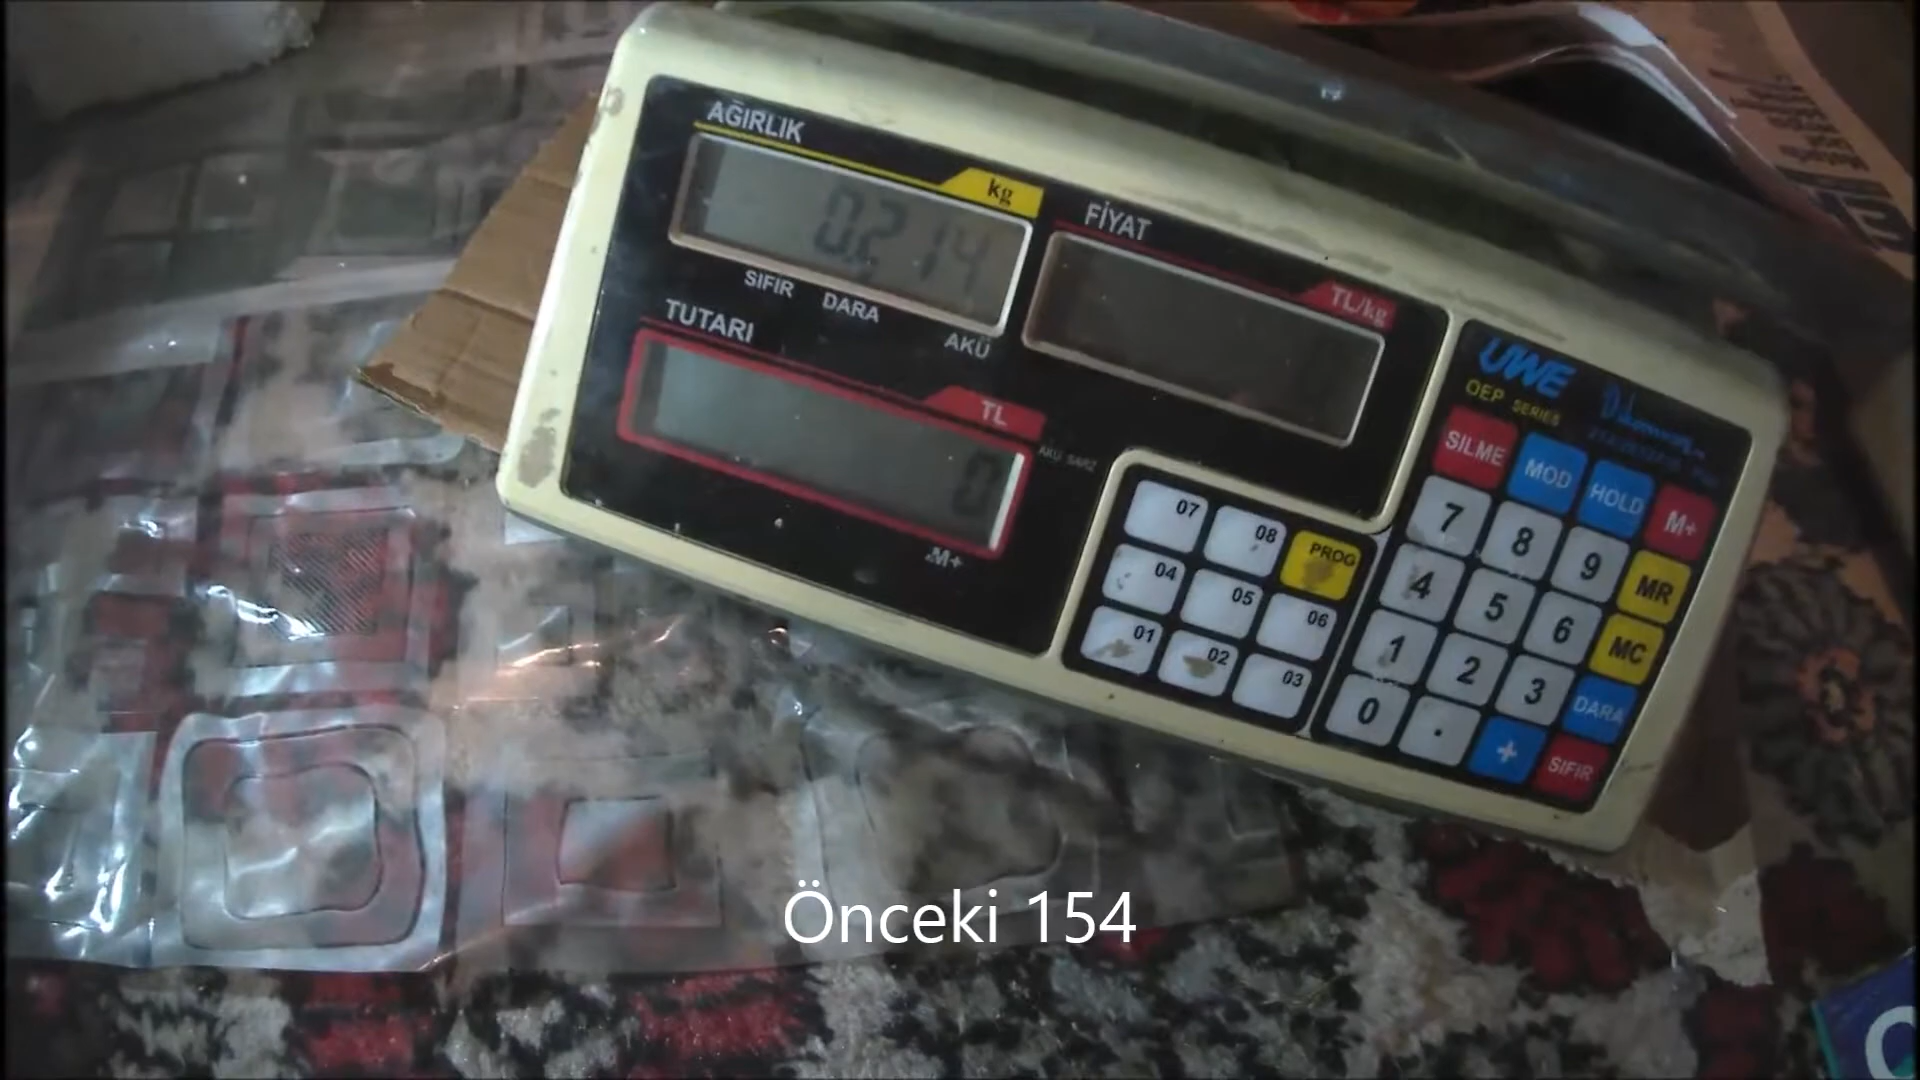 AĞIRLIK
kg
0.214
SIFIR DARA AKÜ
FİYAT
TL/kg
TUTARI
TL
0
AKÜ ŞARZ
M+
UWE
OEP SERIES
SILME MOD HOLD M+
7 8 9 MR
4 5 6 MC
1 2 3 DARA
0 . + SIFIR
07 08 PROG
04 05 06
01 02 03
Önceki 154